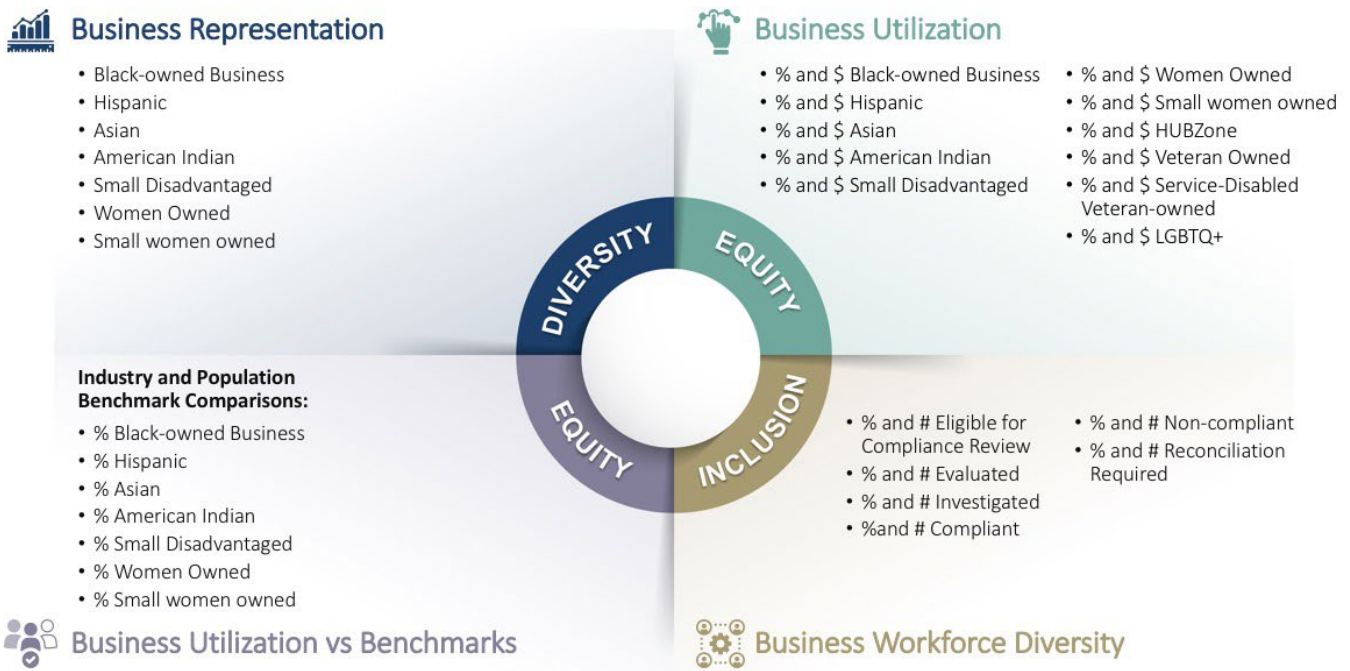 Business Representation
• Black-owned Business
• Hispanic
• Asian
• American Indian
• Small Disadvantaged
• Women Owned
• Small women owned
Business Utilization
• % and $ Black-owned Business
• % and $ Hispanic
• % and $ Asian
• % and $ American Indian
• % and $ Small Disadvantaged
• % and $ Women Owned
• % and $ Small women owned
• % and $ HUBZone
• % and $ Veteran Owned
• % and $ Service-Disabled
Veteran-owned
• % and $ LGBTQ+
DIVERSITY
EQUITY
EQUITY
INCLUSION
Industry and Population
Benchmark Comparisons:
• % Black-owned Business
• % Hispanic
• % Asian
• % American Indian
• % Small Disadvantaged
• % Women Owned
• % Small women owned
Business Utilization vs Benchmarks
• % and # Eligible for
Compliance Review
• % and # Evaluated
• % and # Investigated
• %and # Compliant
• % and # Non-compliant
• % and # Reconciliation
Required
Business Workforce Diversity